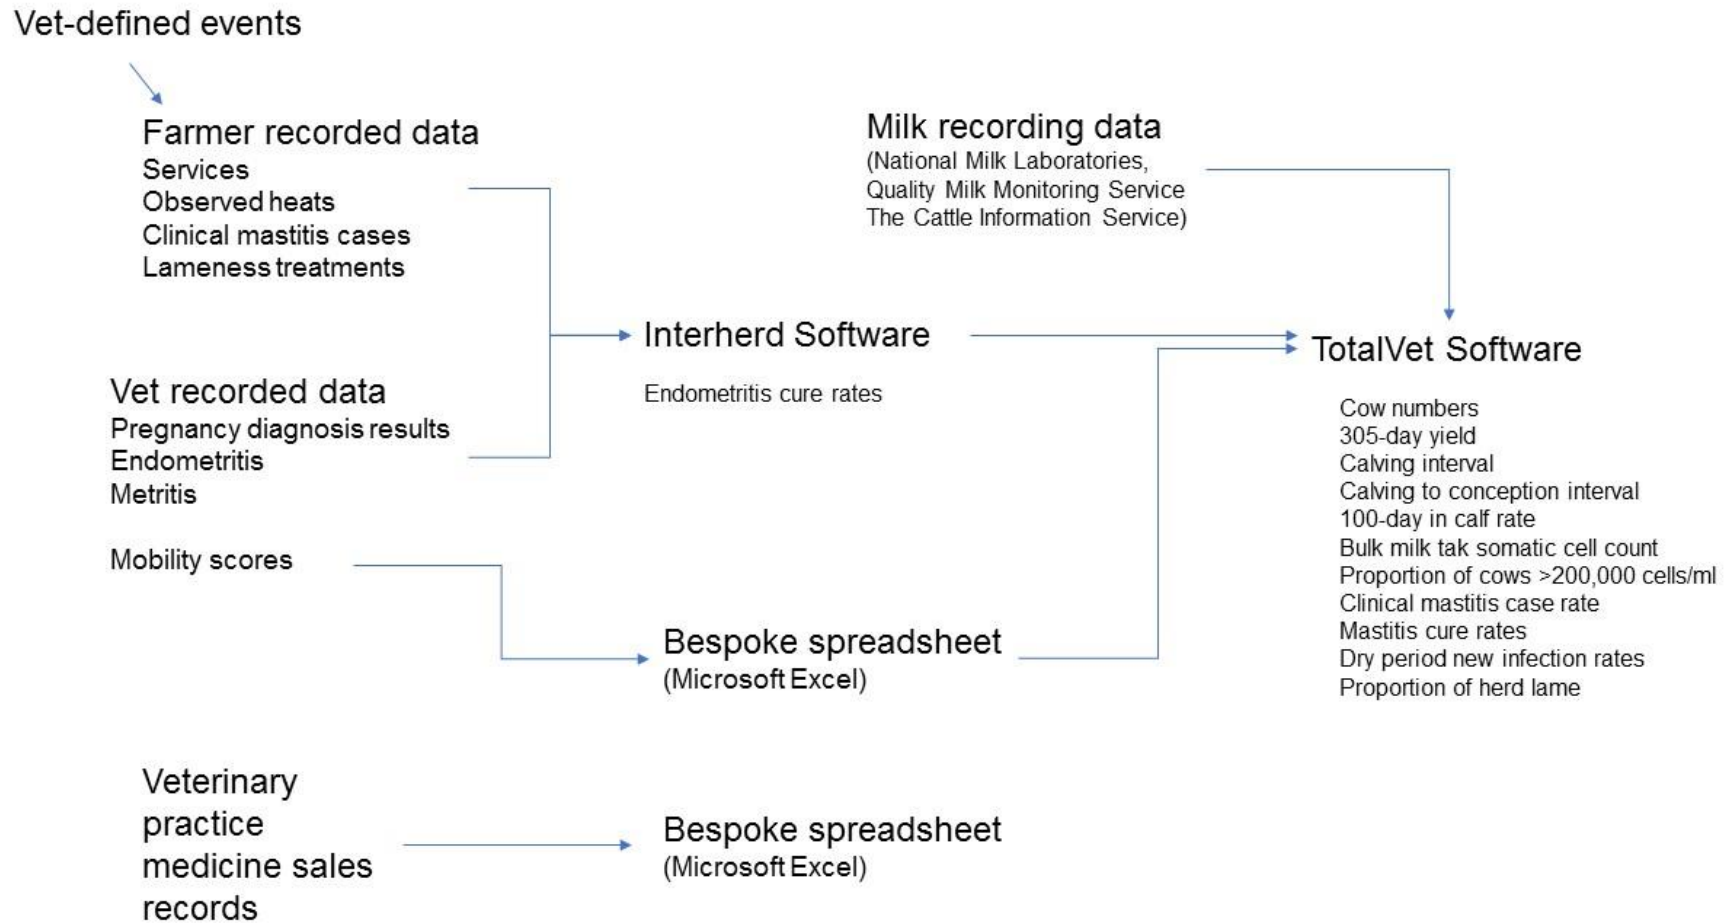 Vet-defined events
Farmer recorded data
Services
Observed heats
Clinical mastitis cases
Lameness treatments
Milk recording data
(National Milk Laboratories,
Quality Milk Monitoring Service
The Cattle Information Service)
Vet recorded data
Pregnancy diagnosis results
Endometritis
Metritis
Mobility scores
Interherd Software
Endometritis cure rates
TotalVet Software
Cow numbers
305-day yield
Calving interval
Calving to conception interval
100-day in calf rate
Bulk milk tak somatic cell count
Proportion of cows >200,000 cells/ml
Clinical mastitis case rate
Mastitis cure rates
Dry period new infection rates
Proportion of herd lame
Bespoke spreadsheet
(Microsoft Excel)
Veterinary
practice
medicine sales
records
Bespoke spreadsheet
(Microsoft Excel)